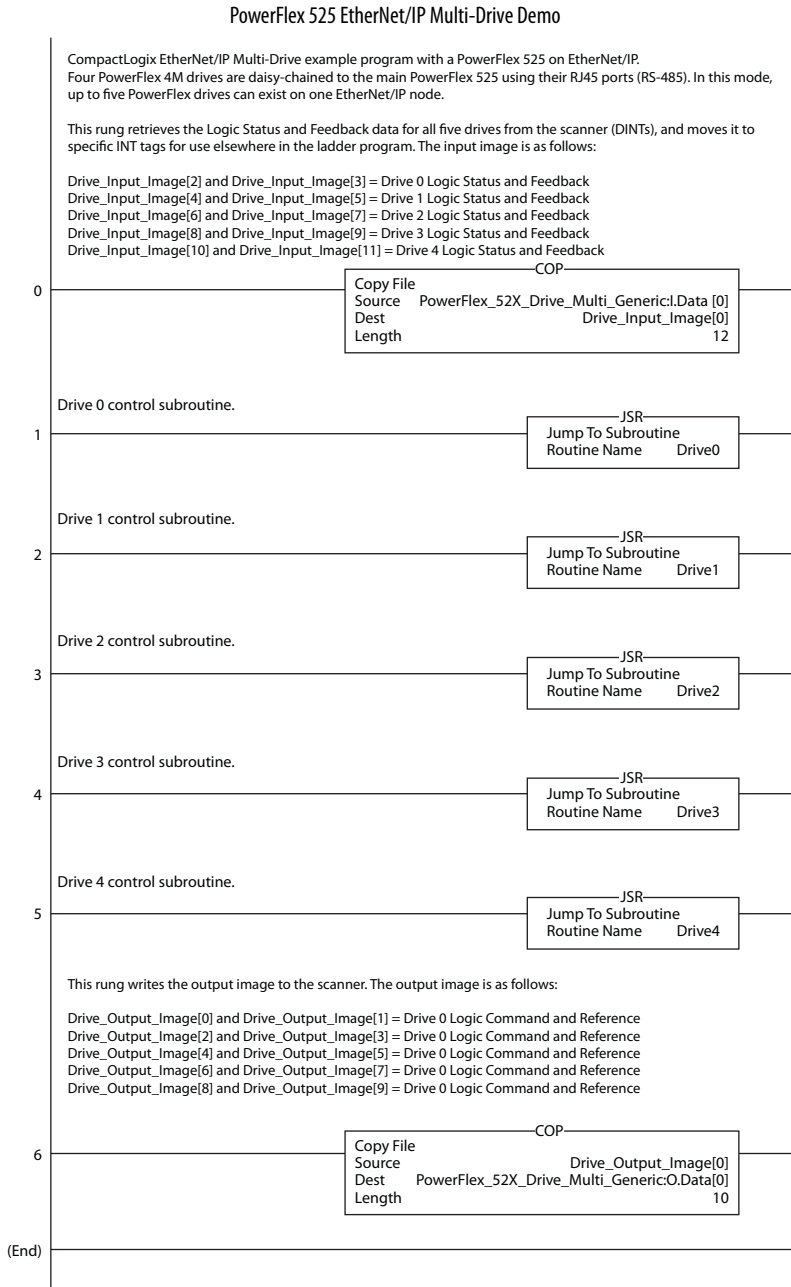 PowerFlex 525 EtherNet/IP Multi-Drive Demo
CompactLogix EtherNet/IP Multi-Drive example program with a PowerFlex 525 on EtherNet/IP.
Four PowerFlex 4M drives are daisy-chained to the main PowerFlex 525 using their RJ45 ports (RS-485). In this mode,
up to five PowerFlex drives can exist on one EtherNet/IP node.
This rung retrieves the Logic Status and Feedback data for all five drives from the scanner (DINTs), and moves it to
specific INT tags for use elsewhere in the ladder program. The input image is as follows:
Drive_Input_Image[2] and Drive_Input_Image[3] = Drive 0 Logic Status and Feedback
Drive_Input_Image[4] and Drive_Input_Image[5] = Drive 1 Logic Status and Feedback
Drive_Input_Image[6] and Drive_Input_Image[7] = Drive 2 Logic Status and Feedback
Drive_Input_Image[8] and Drive_Input_Image[9] = Drive 3 Logic Status and Feedback
Drive_Input_Image[10] and Drive_Input_Image[11] = Drive 4 Logic Status and Feedback
0
COP
Copy File
Source PowerFlex_52X_Drive_Multi_Generic:I.Data [0]
Dest Drive_Input_Image[0]
Length 12
Drive 0 control subroutine.
1
JSR
Jump To Subroutine
Routine Name Drive0
Drive 1 control subroutine.
2
JSR
Jump To Subroutine
Routine Name Drive1
Drive 2 control subroutine.
3
JSR
Jump To Subroutine
Routine Name Drive2
Drive 3 control subroutine.
4
JSR
Jump To Subroutine
Routine Name Drive3
Drive 4 control subroutine.
5
JSR
Jump To Subroutine
Routine Name Drive4
This rung writes the output image to the scanner. The output image is as follows:
Drive_Output_Image[0] and Drive_Output_Image[1] = Drive 0 Logic Command and Reference
Drive_Output_Image[2] and Drive_Output_Image[3] = Drive 0 Logic Command and Reference
Drive_Output_Image[4] and Drive_Output_Image[5] = Drive 0 Logic Command and Reference
Drive_Output_Image[6] and Drive_Output_Image[7] = Drive 0 Logic Command and Reference
Drive_Output_Image[8] and Drive_Output_Image[9] = Drive 0 Logic Command and Reference
6
COP
Copy File
Source Drive_Output_Image[0]
Dest PowerFlex_52X_Drive_Multi_Generic:O.Data[0]
Length 10
(End)